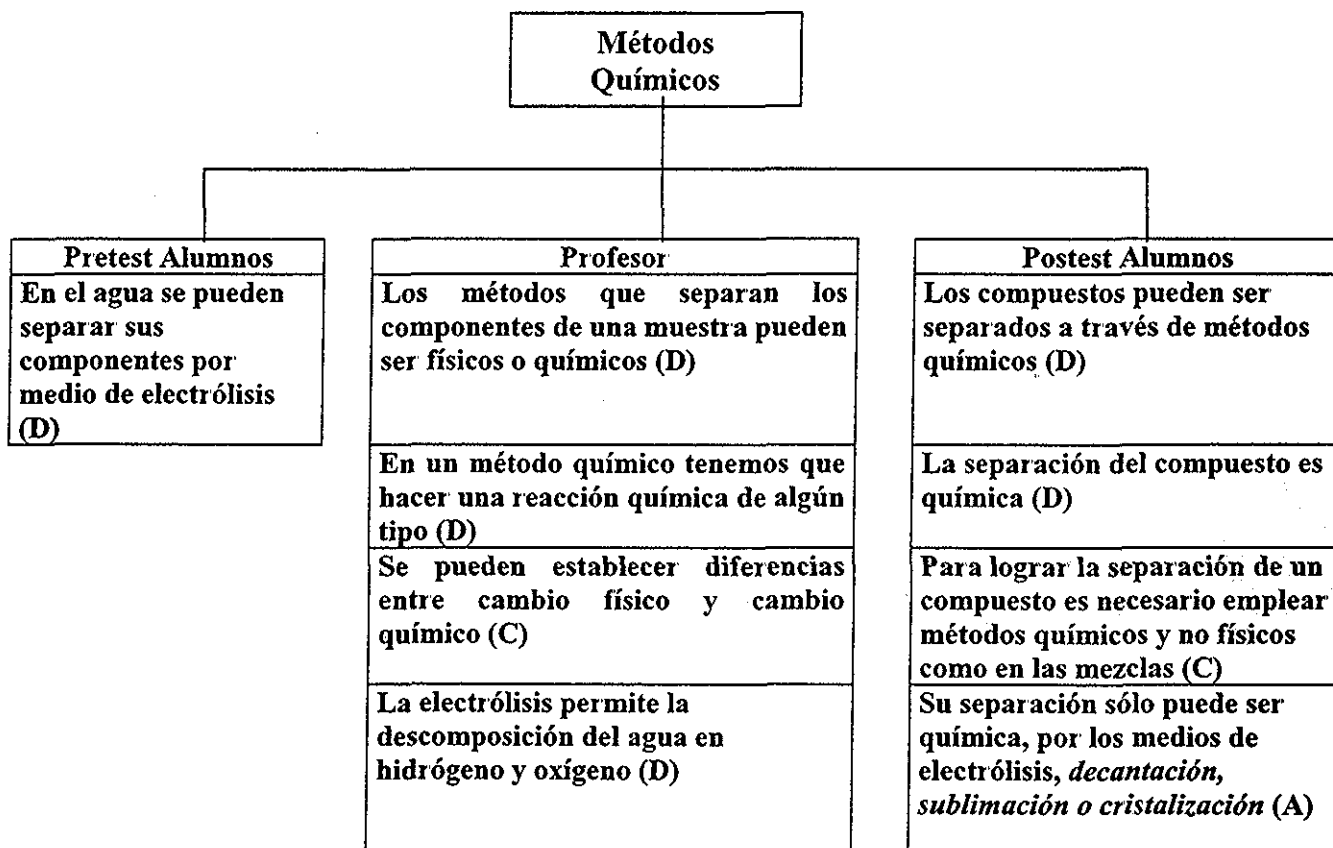 Métodos
Químicos
Pretest Alumnos
En el agua se pueden
separar sus
componentes por
medio de electrólisis
(D)
Profesor
Los métodos que separan los
componentes de una muestra pueden
ser físicos o químicos (D)
En un método químico tenemos que
hacer una reacción química de algún
tipo (D)
Se pueden establecer diferencias
entre cambio físico y cambio
químico (C)
La electrólisis permite la
descomposición del agua en
hidrógeno y oxígeno (D)
Postest Alumnos
Los compuestos pueden ser
separados a través de métodos
químicos (D)
La separación del compuesto es
química (D)
Para lograr la separación de un
compuesto es necesario emplear
métodos químicos y no físicos
como en las mezclas (C)
Su separación sólo puede ser
química, por los medios de
electrólisis, decantación,
sublimación o cristalización (A)